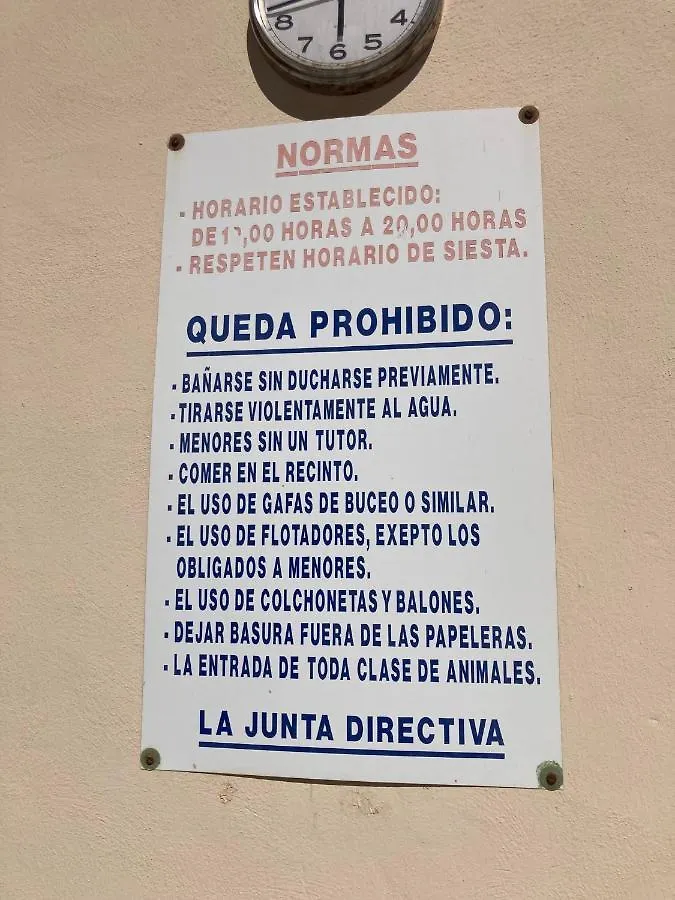 8 7 6 5 4
NORMAS
- HORARIO ESTABLECIDO:
DE ,00 HORAS A 20,00 HORAS
- RESPETEN HORARIO DE SIESTA.
QUEDA PROHIBIDO:
- BAÑARSE SIN DUCHARSE PREVIAMENTE.
- TIRARSE VIOLENTAMENTE AL AGUA.
- MENORES SIN UN TUTOR.
- COMER EN EL RECINTO.
- EL USO DE GAFAS DE BUCEO O SIMILAR.
- EL USO DE FLOTADORES, EXEPTO LOS
OBLIGADOS A MENORES.
- EL USO DE COLCHONETAS Y BALONES.
- DEJAR BASURA FUERA DE LAS PAPELERAS.
- LA ENTRADA DE TODA CLASE DE ANIMALES.
LA JUNTA DIRECTIVA